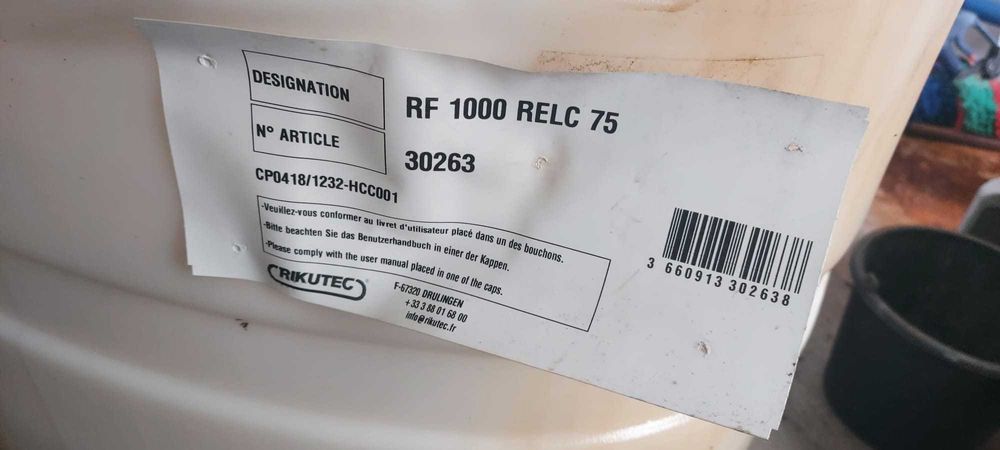 DESIGNATION
RF 1000 RELC 75
N° ARTICLE
30263
CP0418/1232-HCC001
-Veuillez-vous conformer au livret d'utilisateur placé dans un des bouchons.
-Bitte beachten Sie das Benutzerhandbuch in einer der Kappen.
-Please comply with the user manual placed in one of the caps.
RIKUTEC
F-67320 DRULINGEN
+33 3 88 01 68 00
info@rikutec.fr
3 660913 302638